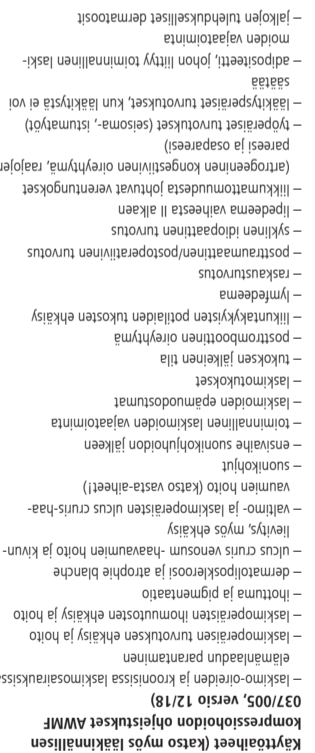 Käyttöaiheet (katso myös lääkinnällisen
kompressiohoidon ohjeistukset AWMF
037/005, versio 12/18)
– laskimo-oireiden ja kroonisissa laskimosairauksissa
elämänlaadun parantaminen
– laskimoperäisen turvotuksen ehkäisy ja hoito
– laskimoperäisten ihomuutosten ehkäisy ja hoito
– ihottuma ja pigmentaatio
– dermatoliposkleroosi ja atrophie blanche
– ulcus cruris venosum -haavaumien hoito ja kivun-
lievitys, myös ehkäisy
– valtimo- ja laskimoperäisten ulcus cruris-haa-
vaumien hoito (katso vasta-aiheet!)
– suonikohjut
– ensivaihe suonikohjuhoidon jälkeen
– toiminnallinen laskimoiden vajaatoiminta
– laskimoiden epämuodostumat
– laskimotukokset
– tukoksen jälkeinen tila
– posttromboottinen oireyhtymä
– liikuntakykyisten potilaiden tukosten ehkäisy
– lymfedeema
– raskausturvotus
– posttraumaattinen/postoperatiivinen turvotus
– syklinen idiopaattinen turvotus
– lipedeema vaiheesta II alkaen
– liikkumattomuudesta johtuvat verentungokset
(artrogeeninen kongestiivinen oireyhtymä, raajojen
pareesi ja osapareesi)
– työperäiset turvotukset (seisoma-, istumatyöt)
– lääkitysperäiset turvotukset, kun lääkitystä ei voi
säätää
– adipositeetti, johon liittyy toiminnallinen laski-
moiden vajaatoiminta
– jalkojen tulehdukselliset dermatoosit